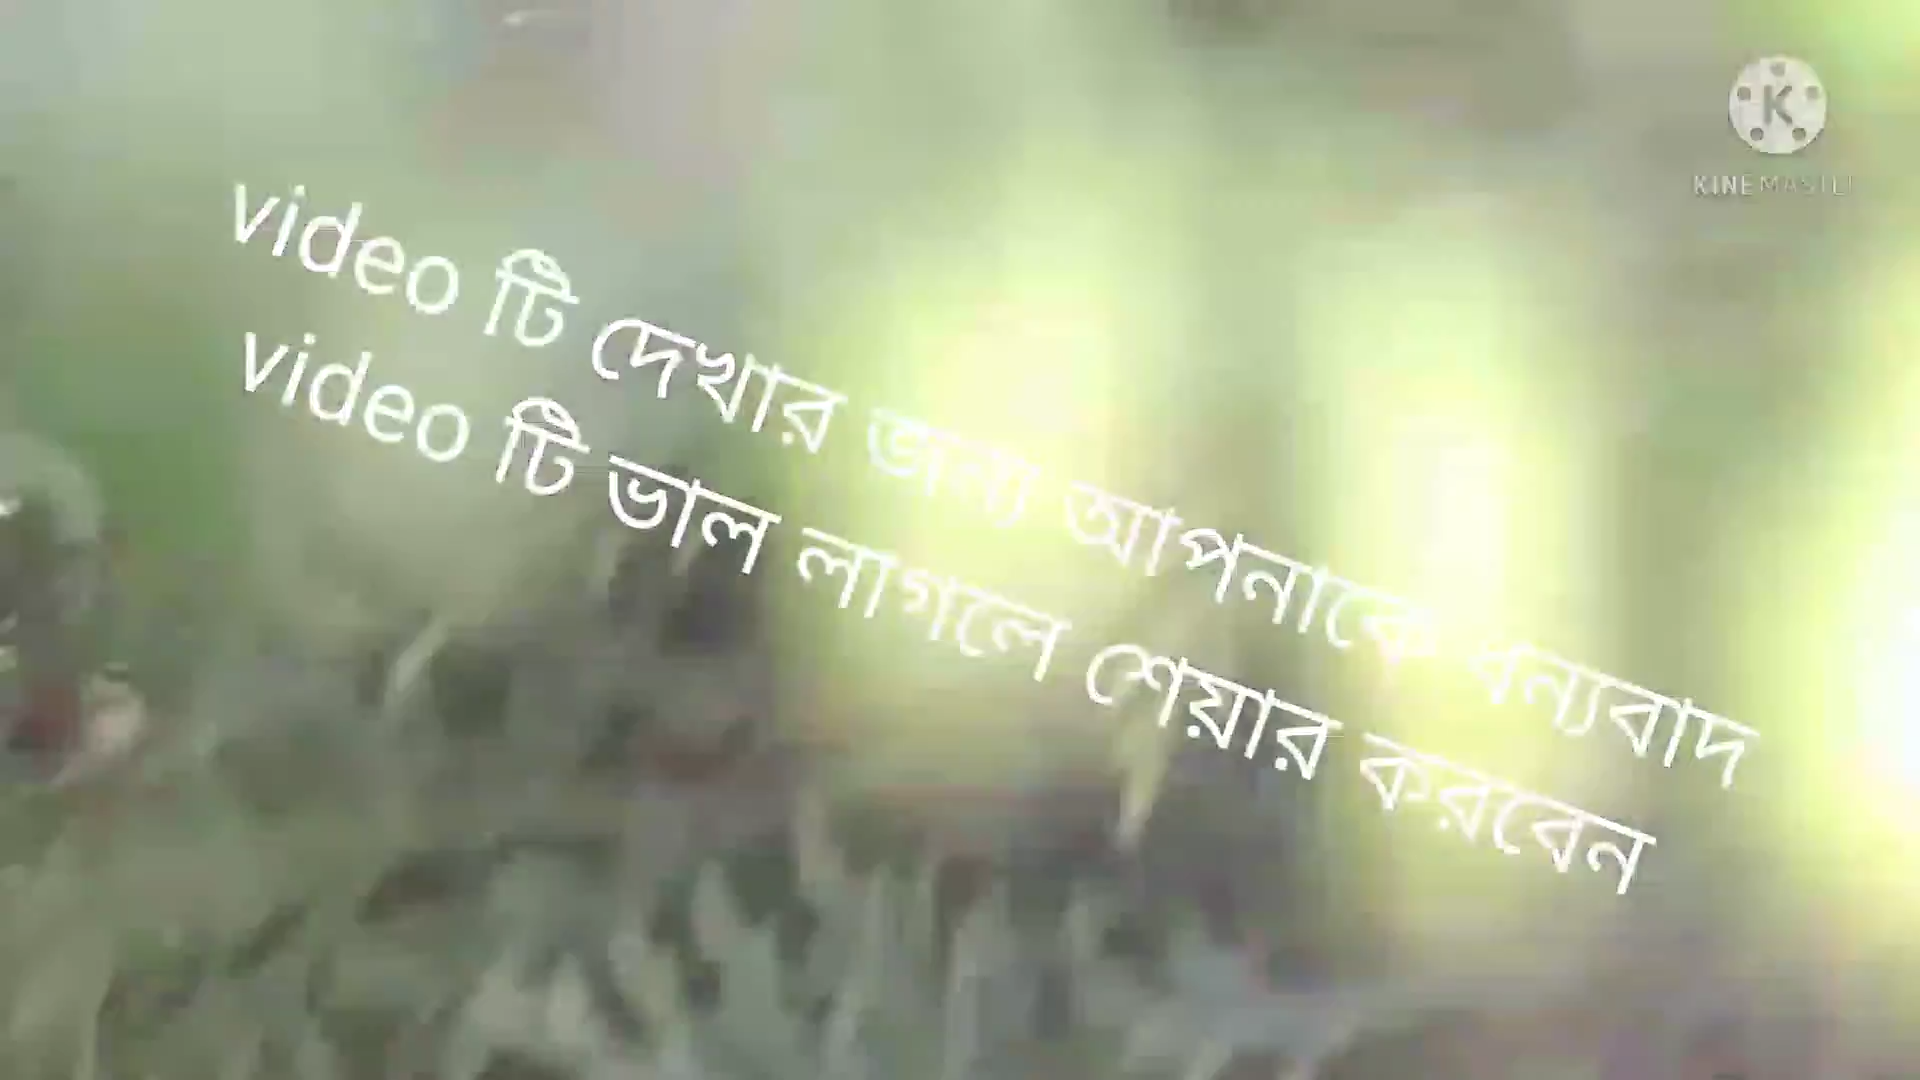 video টি দেখার জন্য আপনাকে ধন্যবাদ
video টি ভাল লাগলে শেয়ার করবেন
K
KINEMASTER